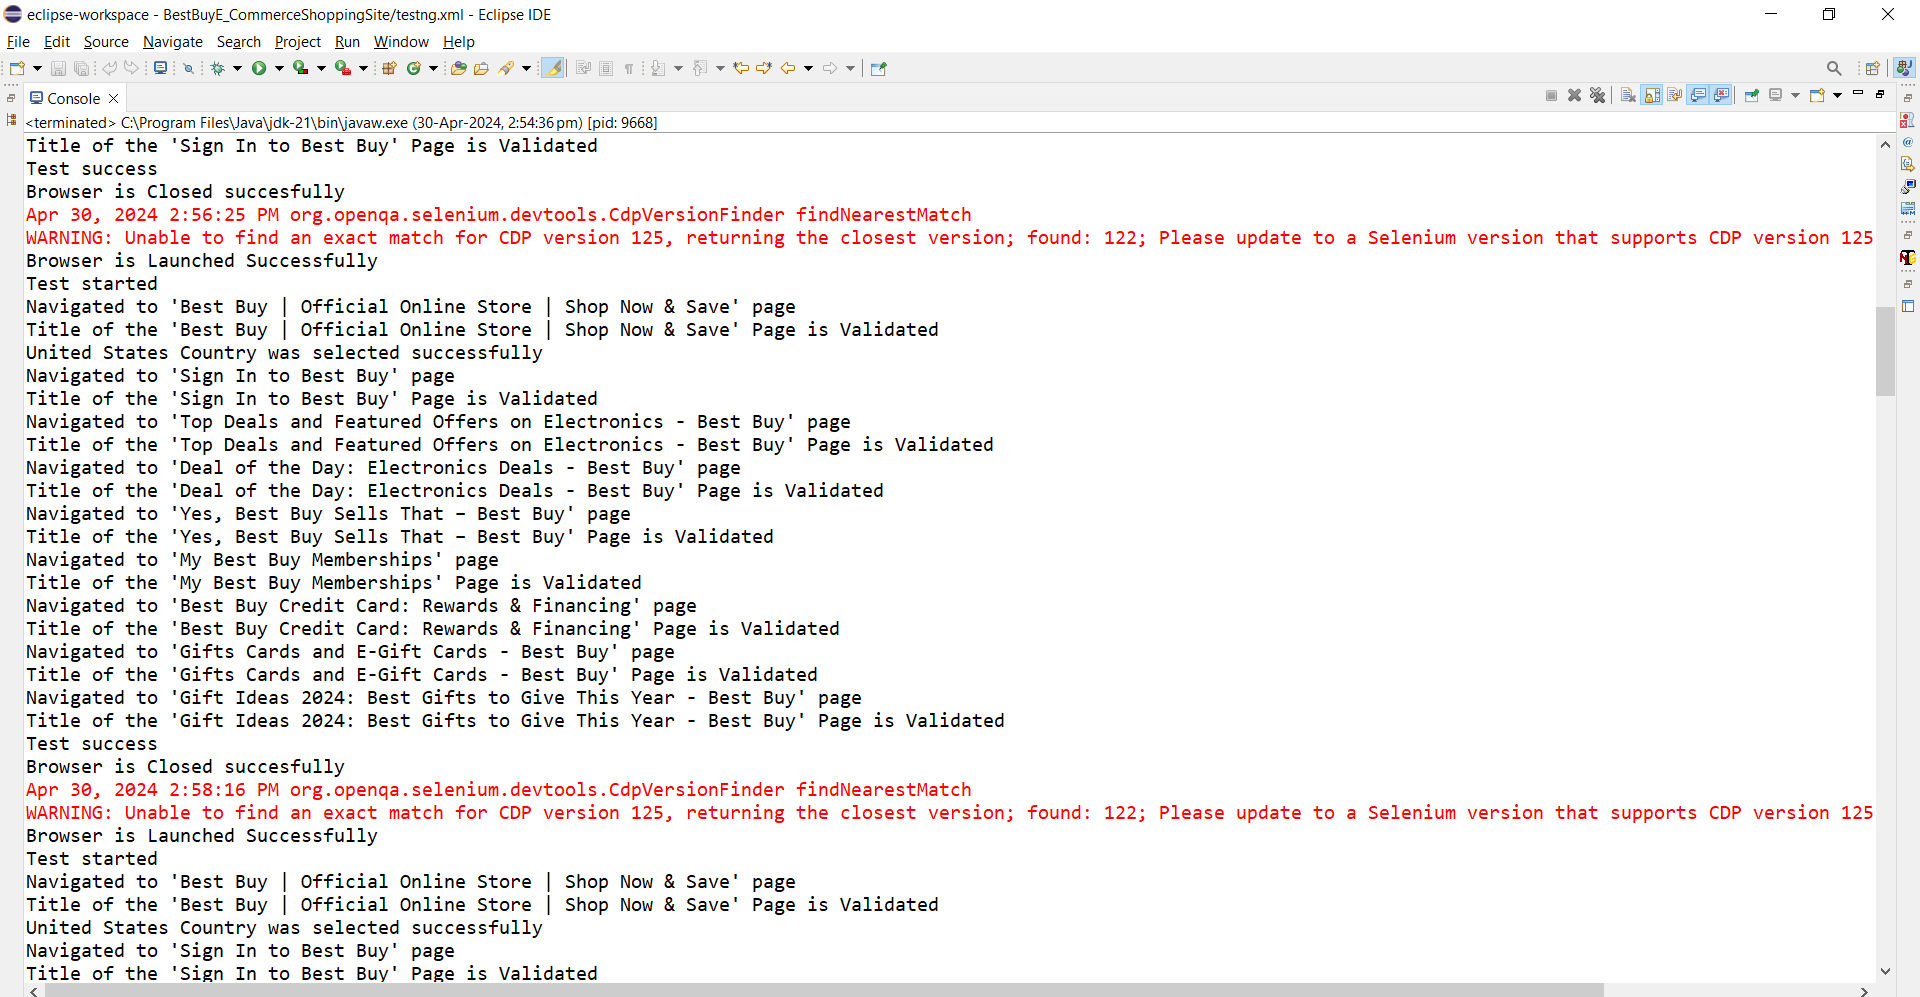 eclipse-workspace - BestBuyE_CommerceShoppingSite/testng.xml - Eclipse IDE
File Edit Source Navigate Search Project Run Window Help
Console
<terminated> C:\Program Files\Java\jdk-21\bin\javaw.exe (30-Apr-2024, 2:54:36 pm) [pid: 9668]
Title of the 'Sign In to Best Buy' Page is Validated
Test success
Browser is Closed succesfully
Apr 30, 2024 2:56:25 PM org.openqa.selenium.devtools.CdpVersionFinder findNearestMatch
WARNING: Unable to find an exact match for CDP version 125, returning the closest version; found: 122; Please update to a Selenium version that supports CDP version 125
Browser is Launched Successfully
Test started
Navigated to 'Best Buy | Official Online Store | Shop Now & Save' page
Title of the 'Best Buy | Official Online Store | Shop Now & Save' Page is Validated
United States Country was selected successfully
Navigated to 'Sign In to Best Buy' page
Title of the 'Sign In to Best Buy' Page is Validated
Navigated to 'Top Deals and Featured Offers on Electronics - Best Buy' page
Title of the 'Top Deals and Featured Offers on Electronics - Best Buy' Page is Validated
Navigated to 'Deal of the Day: Electronics Deals - Best Buy' page
Title of the 'Deal of the Day: Electronics Deals - Best Buy' Page is Validated
Navigated to 'Yes, Best Buy Sells That – Best Buy' page
Title of the 'Yes, Best Buy Sells That – Best Buy' Page is Validated
Navigated to 'My Best Buy Memberships' page
Title of the 'My Best Buy Memberships' Page is Validated
Navigated to 'Best Buy Credit Card: Rewards & Financing' page
Title of the 'Best Buy Credit Card: Rewards & Financing' Page is Validated
Navigated to 'Gifts Cards and E-Gift Cards - Best Buy' page
Title of the 'Gifts Cards and E-Gift Cards - Best Buy' Page is Validated
Navigated to 'Gift Ideas 2024: Best Gifts to Give This Year - Best Buy' page
Title of the 'Gift Ideas 2024: Best Gifts to Give This Year - Best Buy' Page is Validated
Test success
Browser is Closed succesfully
Apr 30, 2024 2:58:16 PM org.openqa.selenium.devtools.CdpVersionFinder findNearestMatch
WARNING: Unable to find an exact match for CDP version 125, returning the closest version; found: 122; Please update to a Selenium version that supports CDP version 125
Browser is Launched Successfully
Test started
Navigated to 'Best Buy | Official Online Store | Shop Now & Save' page
Title of the 'Best Buy | Official Online Store | Shop Now & Save' Page is Validated
United States Country was selected successfully
Navigated to 'Sign In to Best Buy' page
Title of the 'Sign In to Best Buy' Page is Validated